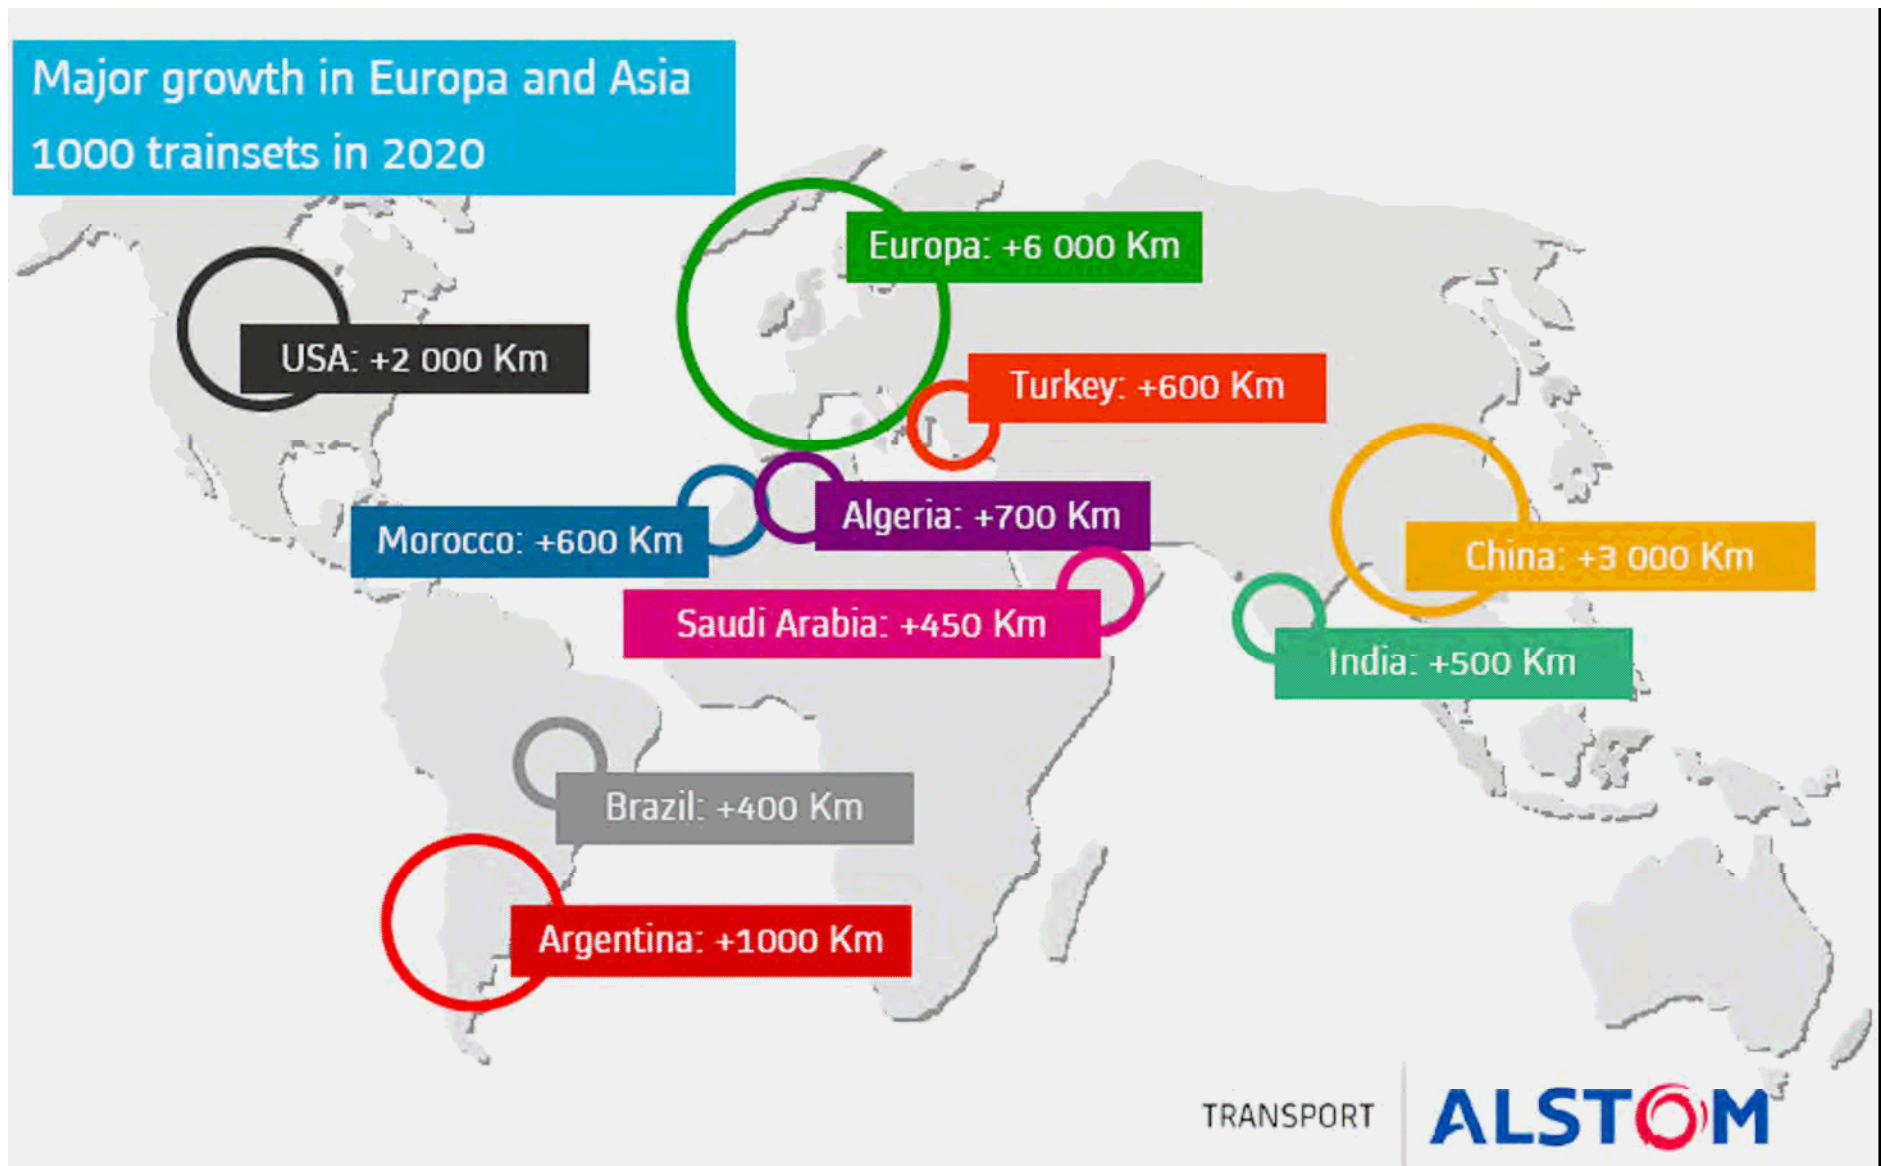 Major growth in Europa and Asia
1000 trainsets in 2020
Europa: +6 000 Km
USA: +2 000 Km
Turkey: +600 Km
Algeria: +700 Km
Morocco: +600 Km
China: +3 000 Km
Saudi Arabia: +450 Km
India: +500 Km
Brazil: +400 Km
Argentina: +1000 Km
TRANSPORT ALSTOM